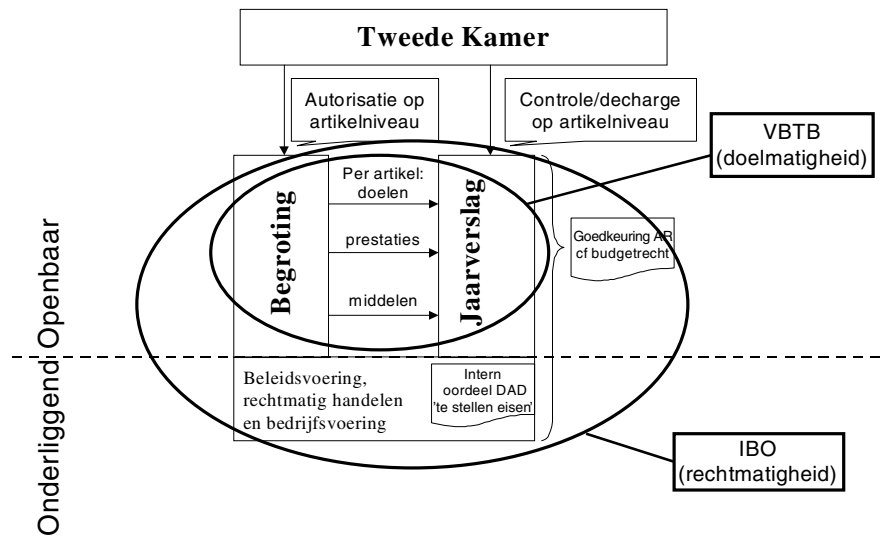 Tweede Kamer
Autorisatie op
artikelniveau
Controle/decharge
op artikelniveau
VBTB
(doelmatigheid)
Begroting
Per artikel:
doelen
prestaties
middelen
Jaarverslag
Goedkeuring AR
cf budgetrecht
Openbaar
Onderliggend
Beleidsvoering,
rechtmatig handelen
en bedrijfsvoering
Intern
oordeel DAD
'te stellen eisen'
IBO
(rechtmatigheid)